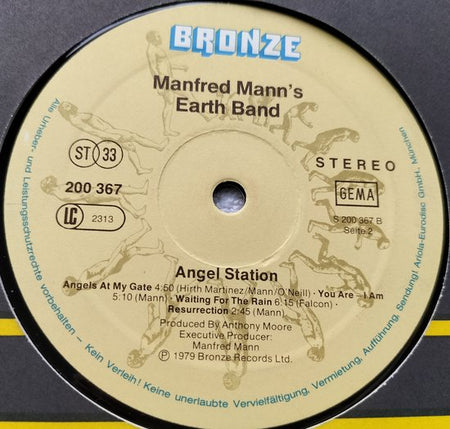 BRONZE
Manfred Mann's
Earth Band
ST 33
STEREO
200 367
GEMA
LC 2313
S 200 367 B
Seite 2
Angel Station
Angels At My Gate 4:50 (Hirth Martinez/Mann/O'Neill) · You Are – I Am
5:10 (Mann) · Waiting For The Rain 6:15 (Falcon) ·
Resurrection 2:45 (Mann)
Produced By Anthony Moore
Executive Producer:
Manfred Mann
Ⓟ 1979 Bronze Records Ltd.
Alle Urheber- und Leistungsschutzrechte vorbehalten – Kein Verleih! Keine unerlaubte Vervielfältigung, Vermietung, Aufführung, Sendung! Ariola-Eurodisc GmbH., München